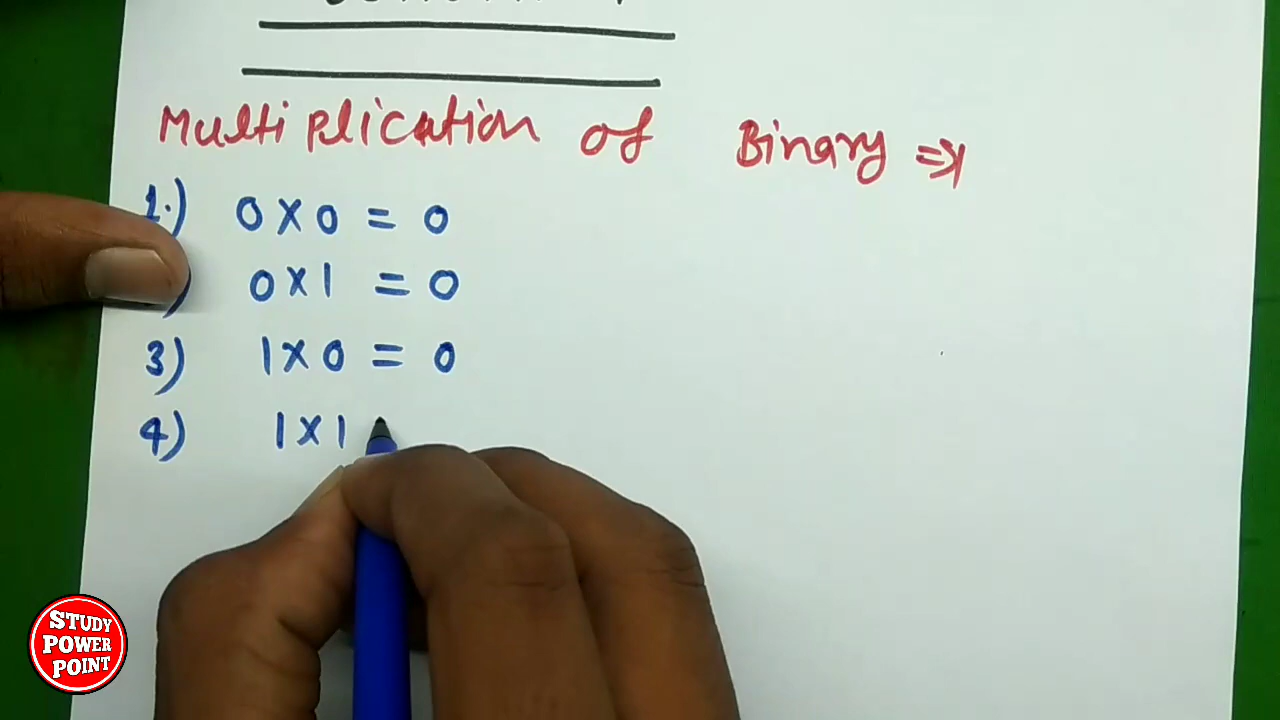 Multiplication of Binary =>
1.) 0 X 0 = 0
) 0 X 1 = 0
3) 1 X 0 = 0
4) 1 X 1
STUDY
POWER
POINT